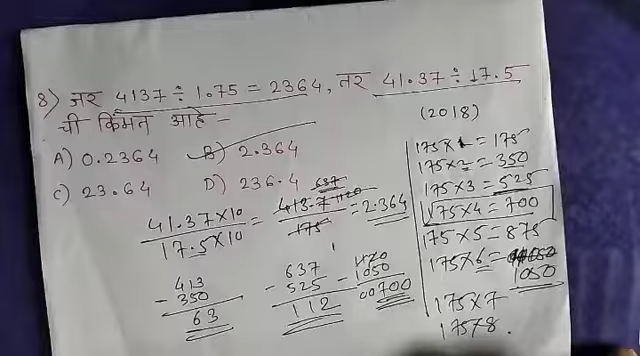 8) जर 4137 ÷ 1.75 = 2364, तर 41.37 ÷ 17.5
ची किंमत आहे -
(2018)
A) 0.2364 B) 2.364
C) 23.64 D) 236.4
41.37×10 / 17.5×10 = 413.7 / 175 = 2.364
637
413
- 350
63
637
- 525
112
1050
700
175×1 = 175
175×2 = 350
175×3 = 525
175×4 = 700
175×5 = 875
175×6 =
1050
175×7
175×8.